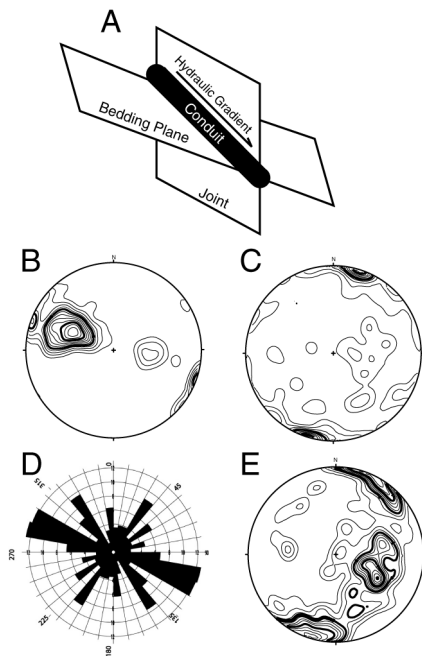 A
Hydraulic Gradient
Conduit
Bedding Plane
Joint
B
N
C
N
D
0
45
135
180
225
270
315
E
N